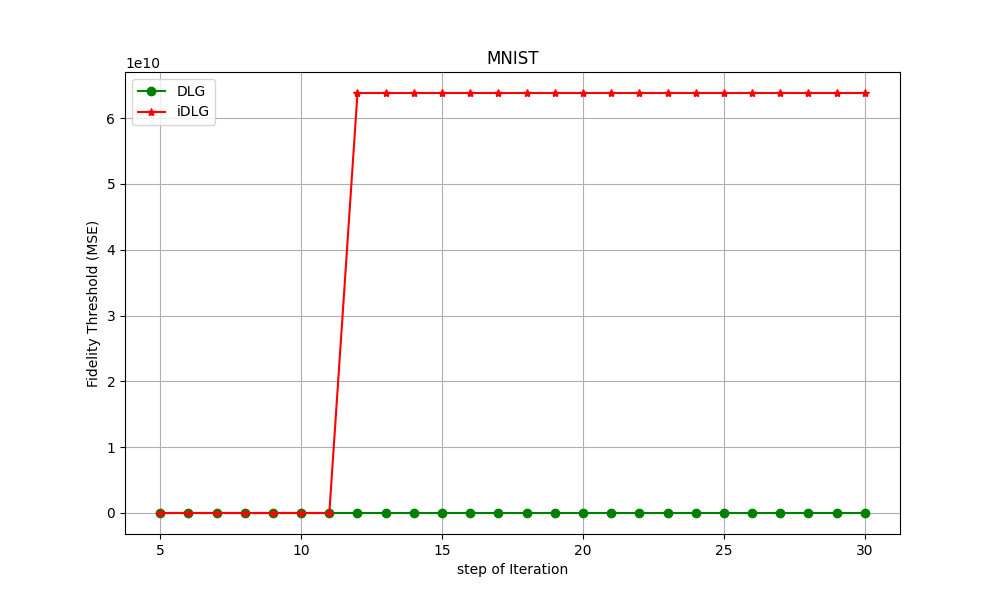 MNIST
1e10
DLG
iDLG
6
5
4
3
2
1
0
Fidelity Threshold (MSE)
5 10 15 20 25 30
step of Iteration